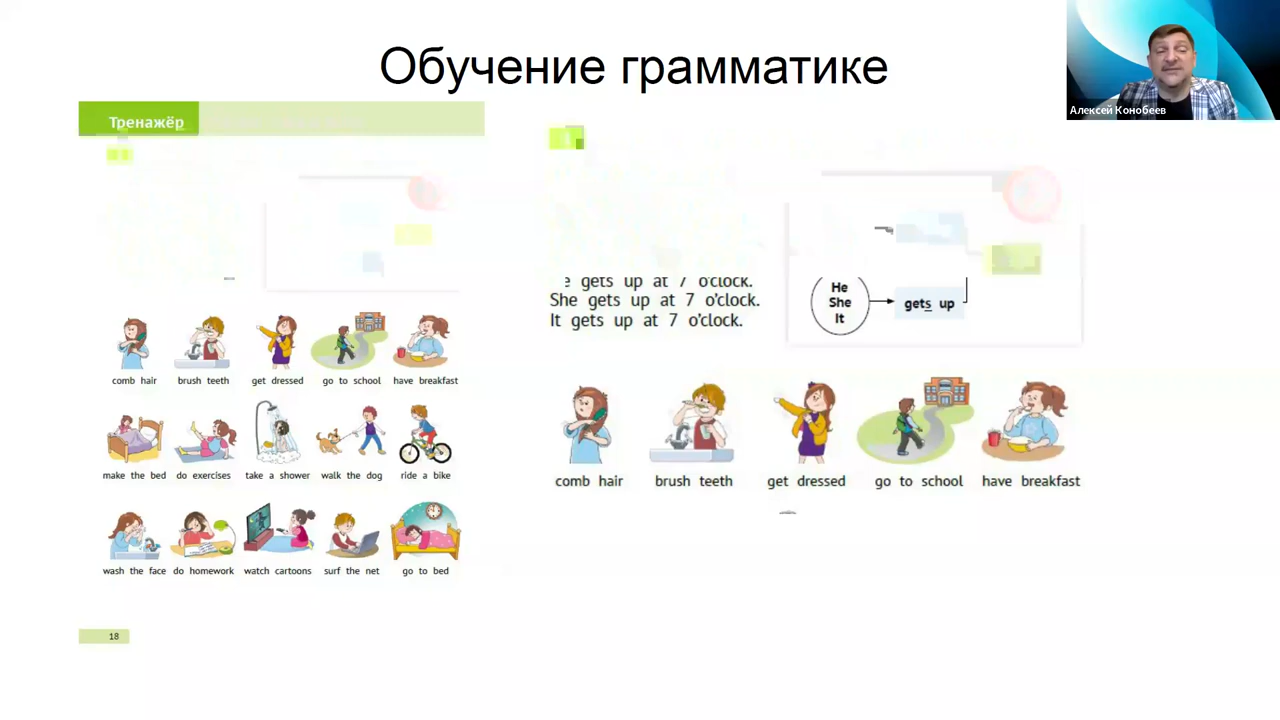 Обучение грамматике
Алексей Конобеев
Тренажёр
comb hair brush teeth get dressed go to school have breakfast
make the bed do exercises take a shower walk the dog ride a bike
wash the face do homework watch cartoons surf the net go to bed
18
gets up at 7 o'clock.
She gets up at 7 o'clock.
It gets up at 7 o'clock.
He
She
It
gets up
comb hair brush teeth get dressed go to school have breakfast